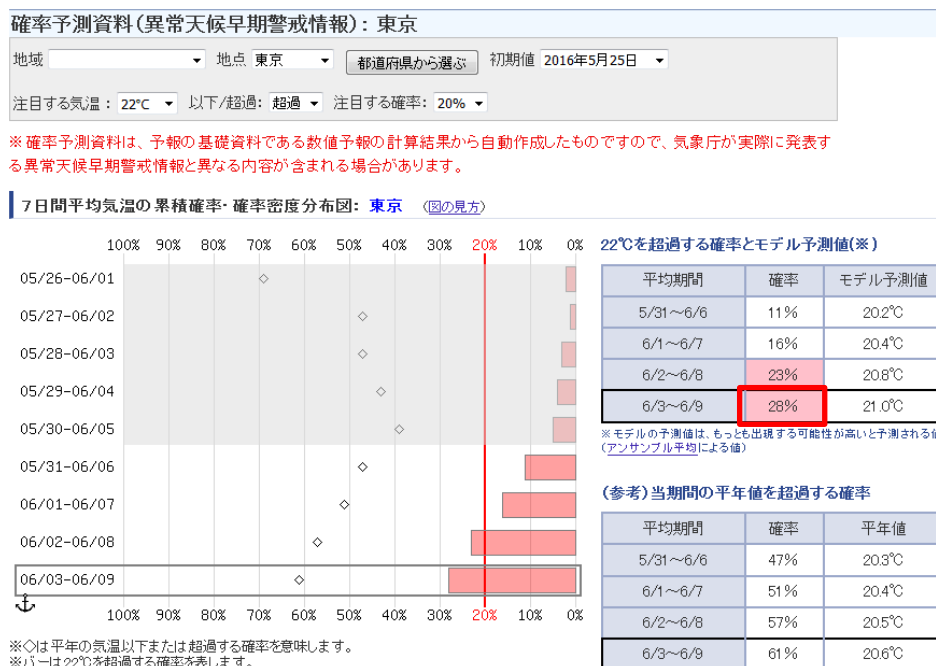 確率予測資料(異常天候早期警戒情報): 東京
地域 地点 東京 都道府県から選ぶ 初期値 2016年5月25日
注目する気温: 22℃ 以下/超過: 超過 注目する確率: 20%
※確率予測資料は、予報の基礎資料である数値予報の計算結果から自動作成したものですので、気象庁が実際に発表す
る異常天候早期警戒情報と異なる内容が含まれる場合があります。
7日間平均気温の累積確率・確率密度分布図: 東京 (図の見方)
100% 90% 80% 70% 60% 50% 40% 30% 20% 10% 0%
05/26-06/01
05/27-06/02
05/28-06/03
05/29-06/04
05/30-06/05
05/31-06/06
06/01-06/07
06/02-06/08
06/03-06/09
100% 90% 80% 70% 60% 50% 40% 30% 20% 10% 0%
※◇は平年の気温以下または超過する確率を意味します。
※バーは22℃を超過する確率を表します。
22℃を超過する確率とモデル予測値(※)
平均期間 確率 モデル予測値
5/31～6/6 11% 20.2℃
6/1～6/7 16% 20.4℃
6/2～6/8 23% 20.8℃
6/3～6/9 28% 21.0℃
※モデルの予測値は、もっとも出現する可能性が高いと予測される値
(アンサンブル平均による値)
(参考)当期間の平年値を超過する確率
平均期間 確率 平年値
5/31～6/6 47% 20.3℃
6/1～6/7 51% 20.4℃
6/2～6/8 57% 20.5℃
6/3～6/9 61% 20.6℃